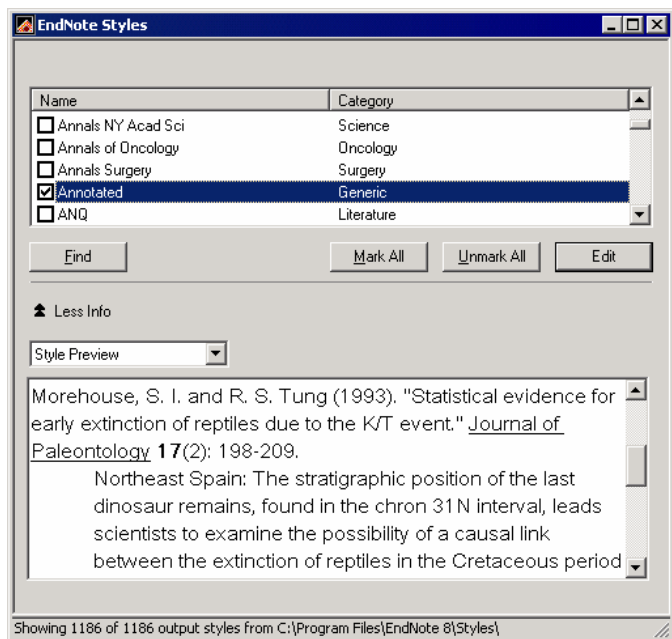 EndNote Styles
Name Category
Annals NY Acad Sci Science
Annals of Oncology Oncology
Annals Surgery Surgery
Annotated Generic
ANQ Literature
Find Mark All Unmark All Edit
Less Info
Style Preview
Morehouse, S. I. and R. S. Tung (1993). "Statistical evidence for
early extinction of reptiles due to the K/T event." Journal of
Paleontology 17(2): 198-209.
Northeast Spain: The stratigraphic position of the last
dinosaur remains, found in the chron 31N interval, leads
scientists to examine the possibility of a causal link
between the extinction of reptiles in the Cretaceous period
Showing 1186 of 1186 output styles from C:\Program Files\EndNote 8\Styles\